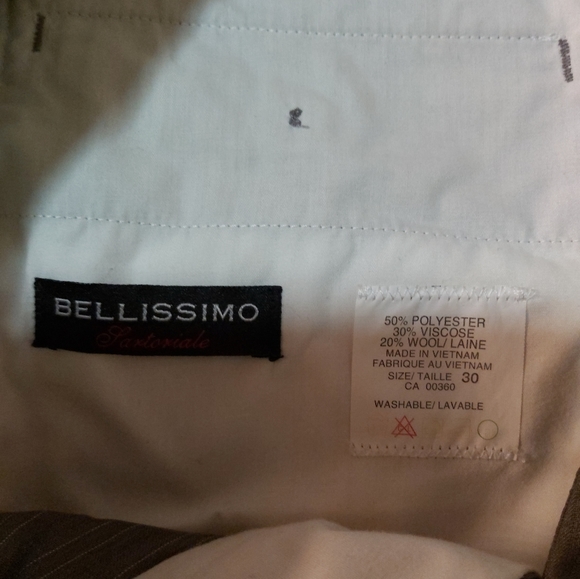 BELLISSIMO
Sartoriale
50% POLYESTER
30% VISCOSE
20% WOOL/ LAINE
MADE IN VIETNAM
FABRIQUE AU VIETNAM
SIZE/ TAILLE 30
CA 00360
WASHABLE/ LAVABLE